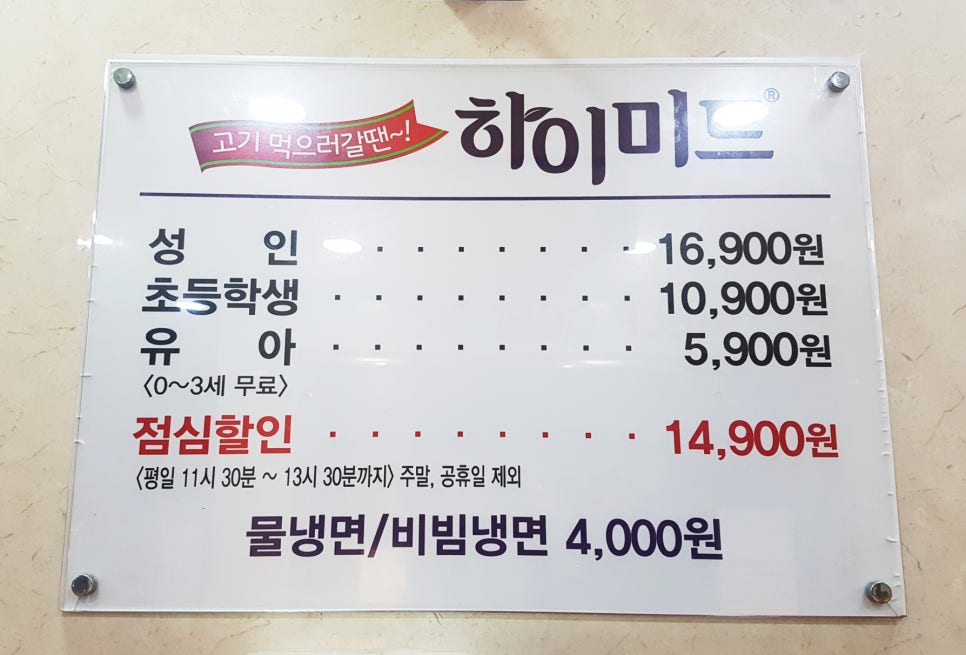 고기 먹으러갈땐~! 하이미트®
성 인 · · · · · · · 16,900원
초등학생 · · · · · · · · 10,900원
유 아 · · · · · · · · 5,900원
〈0~3세 무료〉
점심할인 · · · · · · · · 14,900원
〈평일 11시 30분 ~ 13시 30분까지〉 주말, 공휴일 제외
물냉면/비빔냉면 4,000원